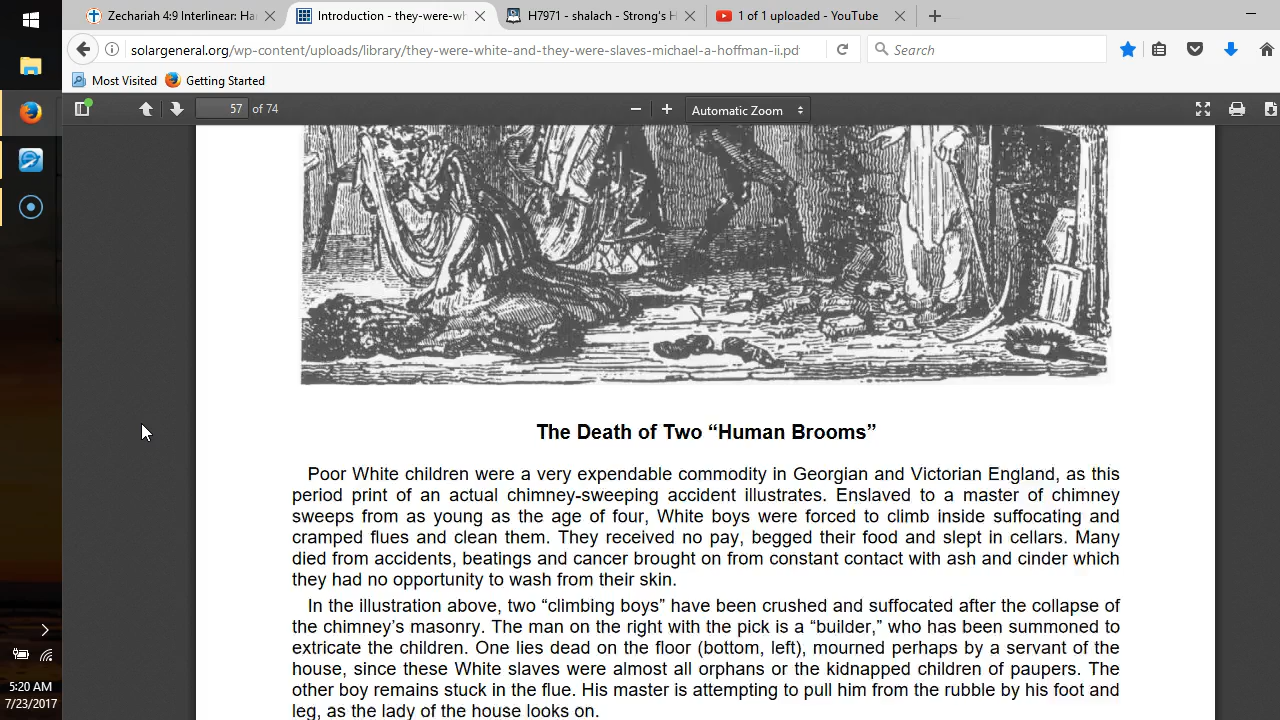 Zechariah 4:9 Interlinear: Ha
Introduction - they-were-wh
H7971 - shalach - Strong's H
1 of 1 uploaded - YouTube
solargeneral.org/wp-content/uploads/library/they-were-white-and-they-were-slaves-michael-a-hoffman-ii.pd
Search
Most Visited
Getting Started
57 of 74
Automatic Zoom
The Death of Two “Human Brooms”
Poor White children were a very expendable commodity in Georgian and Victorian England, as this
period print of an actual chimney-sweeping accident illustrates. Enslaved to a master of chimney
sweeps from as young as the age of four, White boys were forced to climb inside suffocating and
cramped flues and clean them. They received no pay, begged their food and slept in cellars. Many
died from accidents, beatings and cancer brought on from constant contact with ash and cinder which
they had no opportunity to wash from their skin.
In the illustration above, two “climbing boys” have been crushed and suffocated after the collapse of
the chimney’s masonry. The man on the right with the pick is a “builder,” who has been summoned to
extricate the children. One lies dead on the floor (bottom, left), mourned perhaps by a servant of the
house, since these White slaves were almost all orphans or the kidnapped children of paupers. The
other boy remains stuck in the flue. His master is attempting to pull him from the rubble by his foot and
leg, as the lady of the house looks on.
5:20 AM
7/23/2017